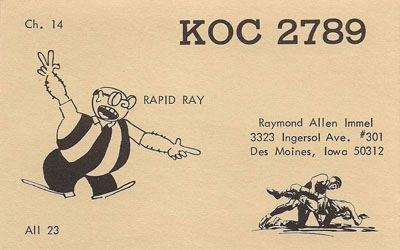 Ch. 14
KOC 2789
RAPID RAY
Raymond Allen Immel
3323 Ingersol Ave. #301
Des Moines, Iowa 50312
All 23